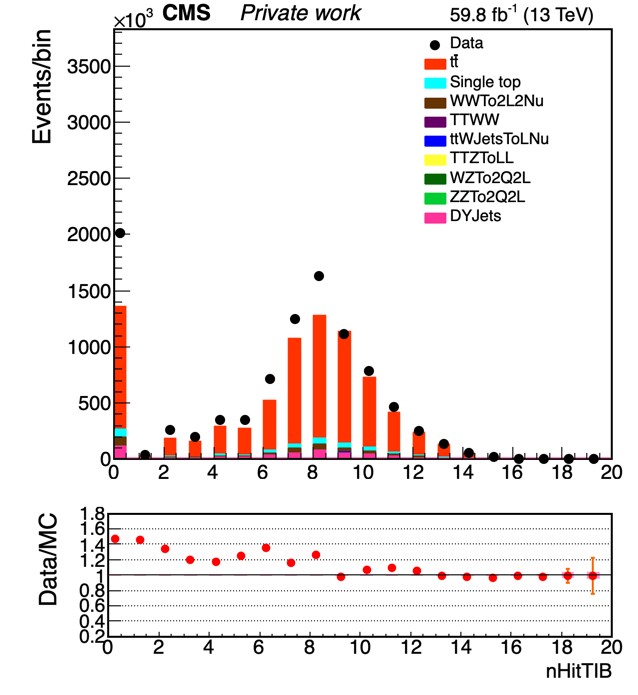 ×10³ CMS Private work 59.8 fb⁻¹ (13 TeV)
Events/bin
3500
3000
2500
2000
1500
1000
500
0
Data
tt̄
Single top
WWTo2L2Nu
TTWW
ttWJetsToLNu
TTZToLL
WZTo2Q2L
ZZTo2Q2L
DYJets
0 2 4 6 8 10 12 14 16 18 20
Data/MC
1.8
1.6
1.4
1.2
1
0.8
0.6
0.4
0.2
0 2 4 6 8 10 12 14 16 18 20
nHitTIB